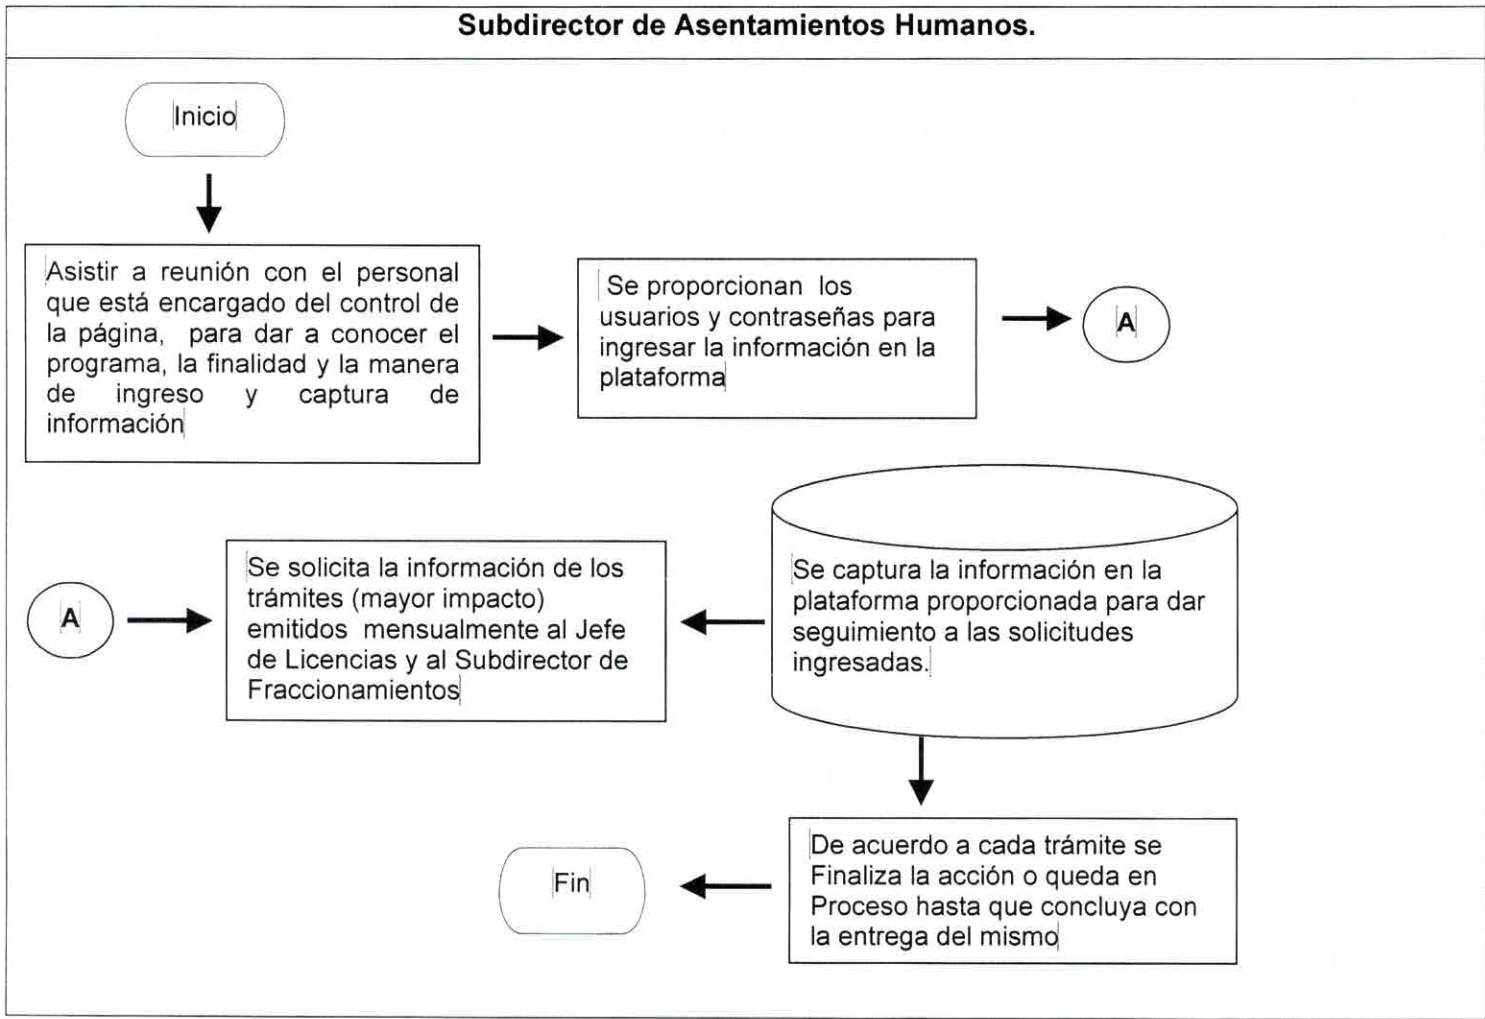 Subdirector de Asentamientos Humanos.
Inicio
Asistir a reunión con el personal
que está encargado del control de
la página, para dar a conocer el
programa, la finalidad y la manera
de ingreso y captura de
información
Se proporcionan los
usuarios y contraseñas para
ingresar la información en la
plataforma
A
A
Se solicita la información de los
trámites (mayor impacto)
emitidos mensualmente al Jefe
de Licencias y al Subdirector de
Fraccionamientos
Se captura la información en la
plataforma proporcionada para dar
seguimiento a las solicitudes
ingresadas.
De acuerdo a cada trámite se
Finaliza la acción o queda en
Proceso hasta que concluya con
la entrega del mismo
Fin